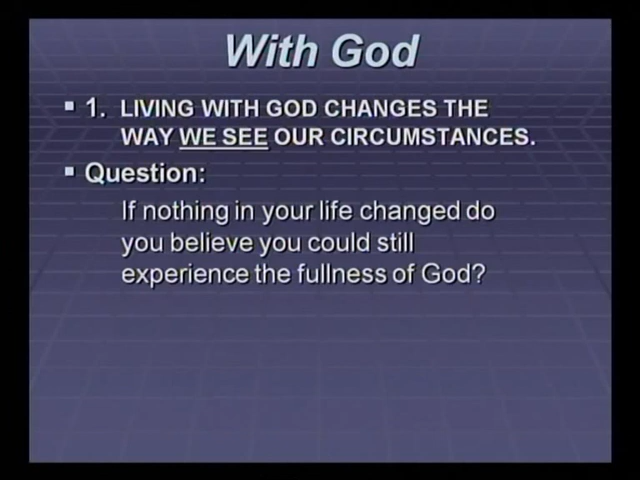 With God
▪ 1. LIVING WITH GOD CHANGES THE
WAY WE SEE OUR CIRCUMSTANCES.
▪ Question:
If nothing in your life changed do
you believe you could still
experience the fullness of God?